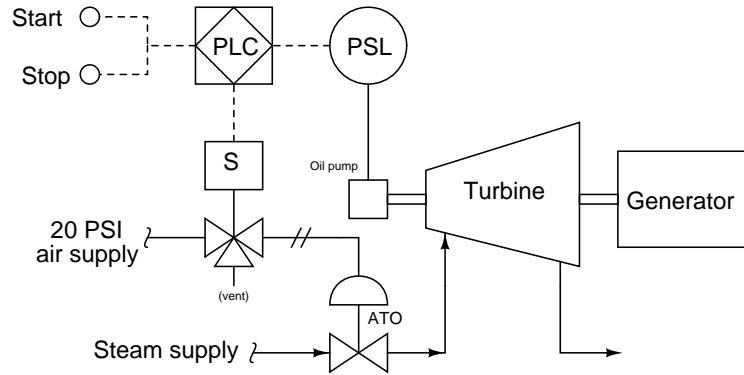 Start
PLC
PSL
Stop
S
Oil pump
Turbine
Generator
20 PSI
air supply
(vent)
ATO
Steam supply